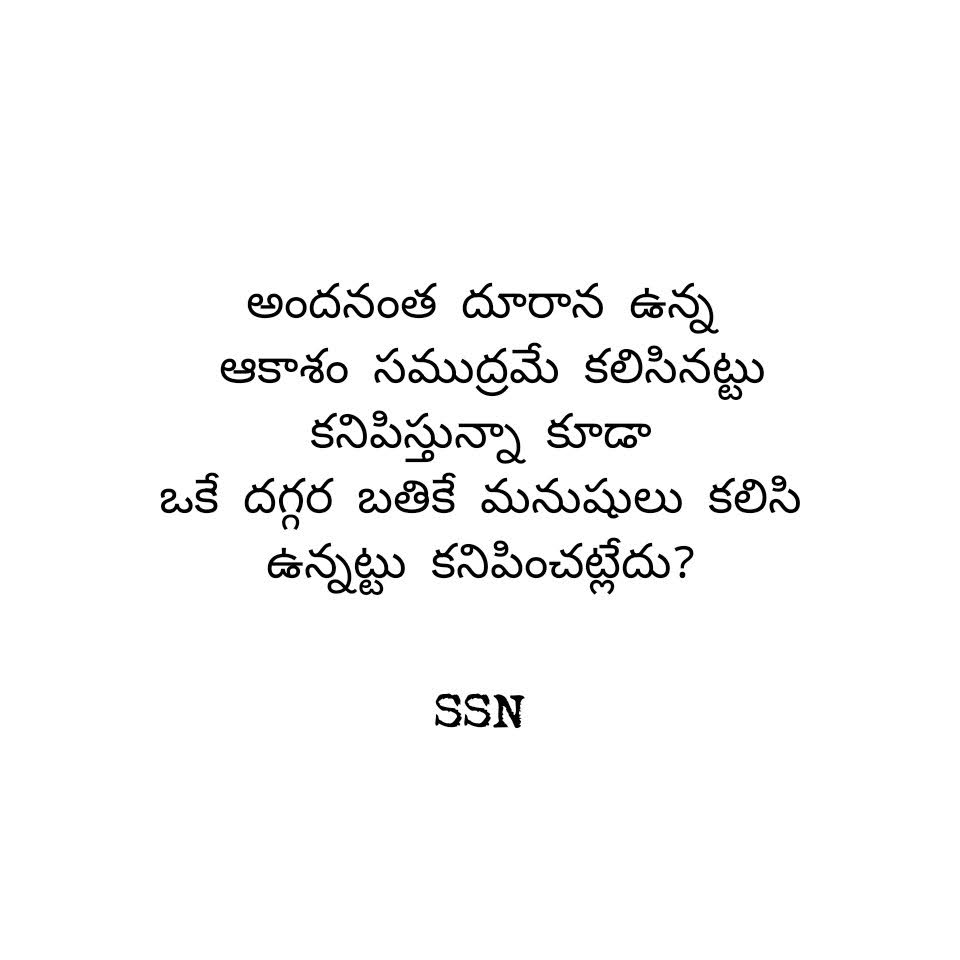 అందనంత దూరాన ఉన్న
ఆకాశం సముద్రమే కలిసినట్టు
కనిపిస్తున్నా కూడా
ఒకే దగ్గర బతికే మనుషులు కలిసి
ఉన్నట్టు కనిపించట్లేదు?
SSN